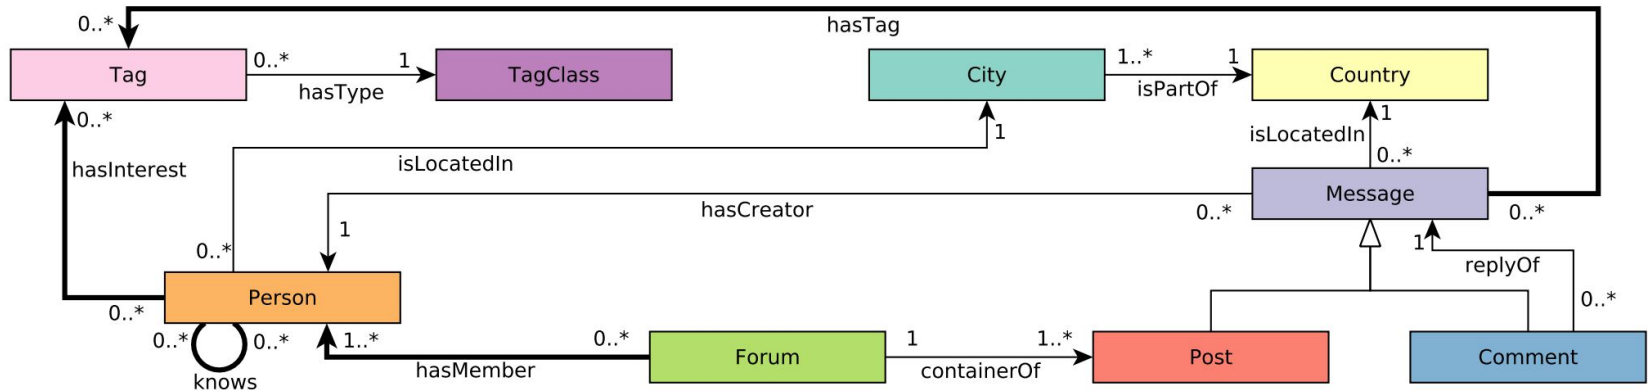 hasTag
0..*
Tag
0..*
hasType
1
TagClass
City
1..*
isPartOf
1
Country
0..*
hasInterest
isLocatedIn
1
isLocatedIn
1
0..*
Message
hasCreator
0..*
0..*
1
0..*
1
replyOf
0..*
Person
0..*
0..*
0..*
knows
1..*
hasMember
0..*
Forum
1
containerOf
1..*
Post
Comment